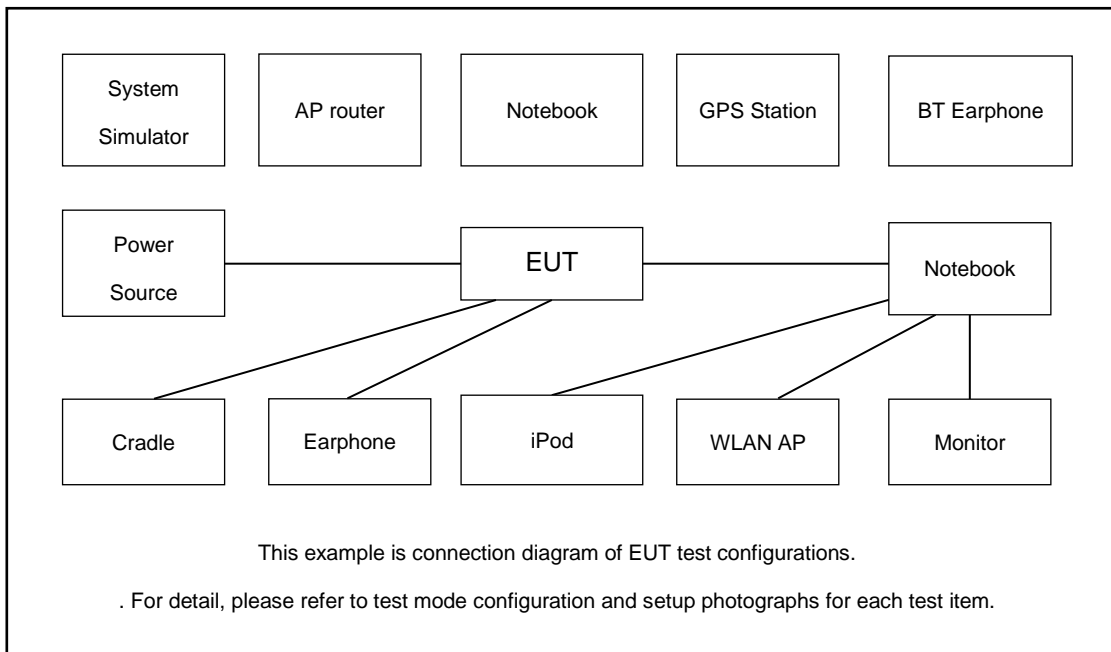 System
Simulator
AP router
Notebook
GPS Station
BT Earphone
Power
Source
EUT
Notebook
Cradle
Earphone
iPod
WLAN AP
Monitor
This example is connection diagram of EUT test configurations.
. For detail, please refer to test mode configuration and setup photographs for each test item.